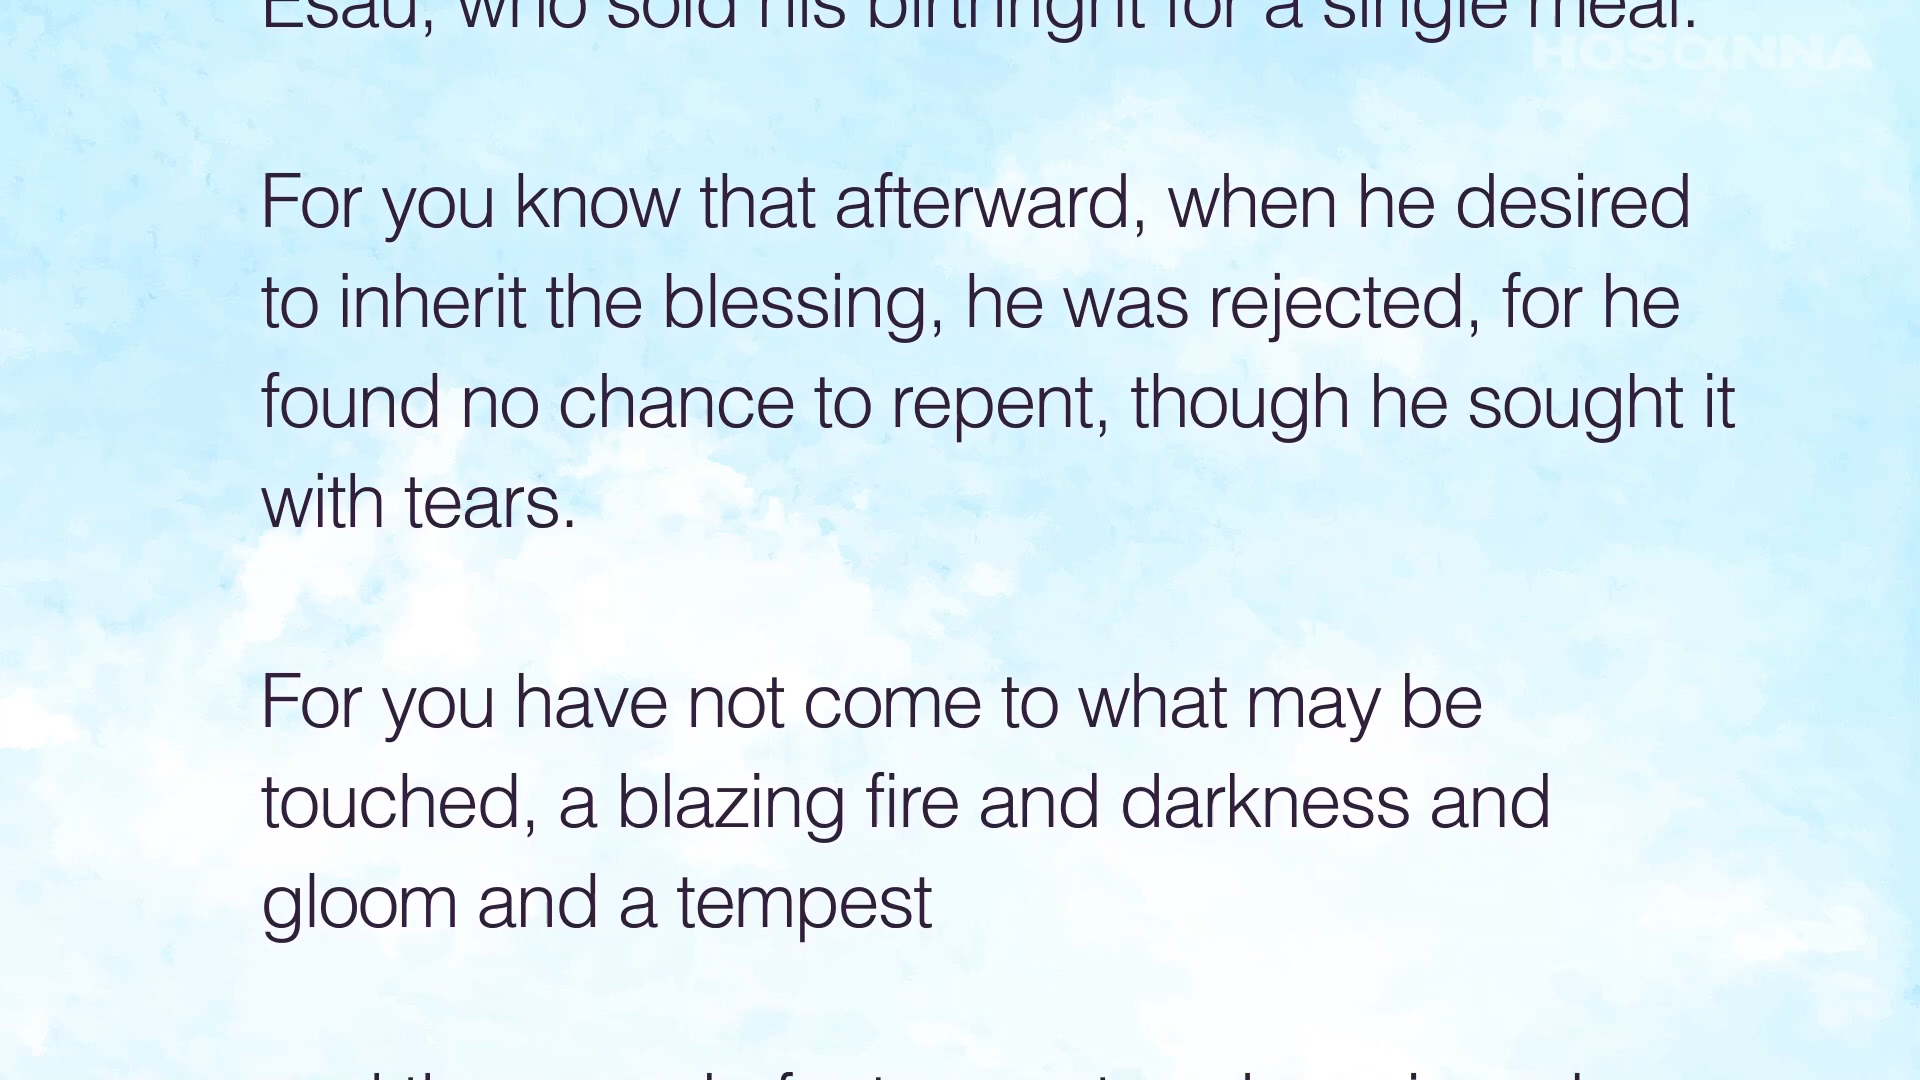 Esau, who sold his birthright for a single meal.
HOSANNA
For you know that afterward, when he desired
to inherit the blessing, he was rejected, for he
found no chance to repent, though he sought it
with tears.
For you have not come to what may be
touched, a blazing fire and darkness and
gloom and a tempest